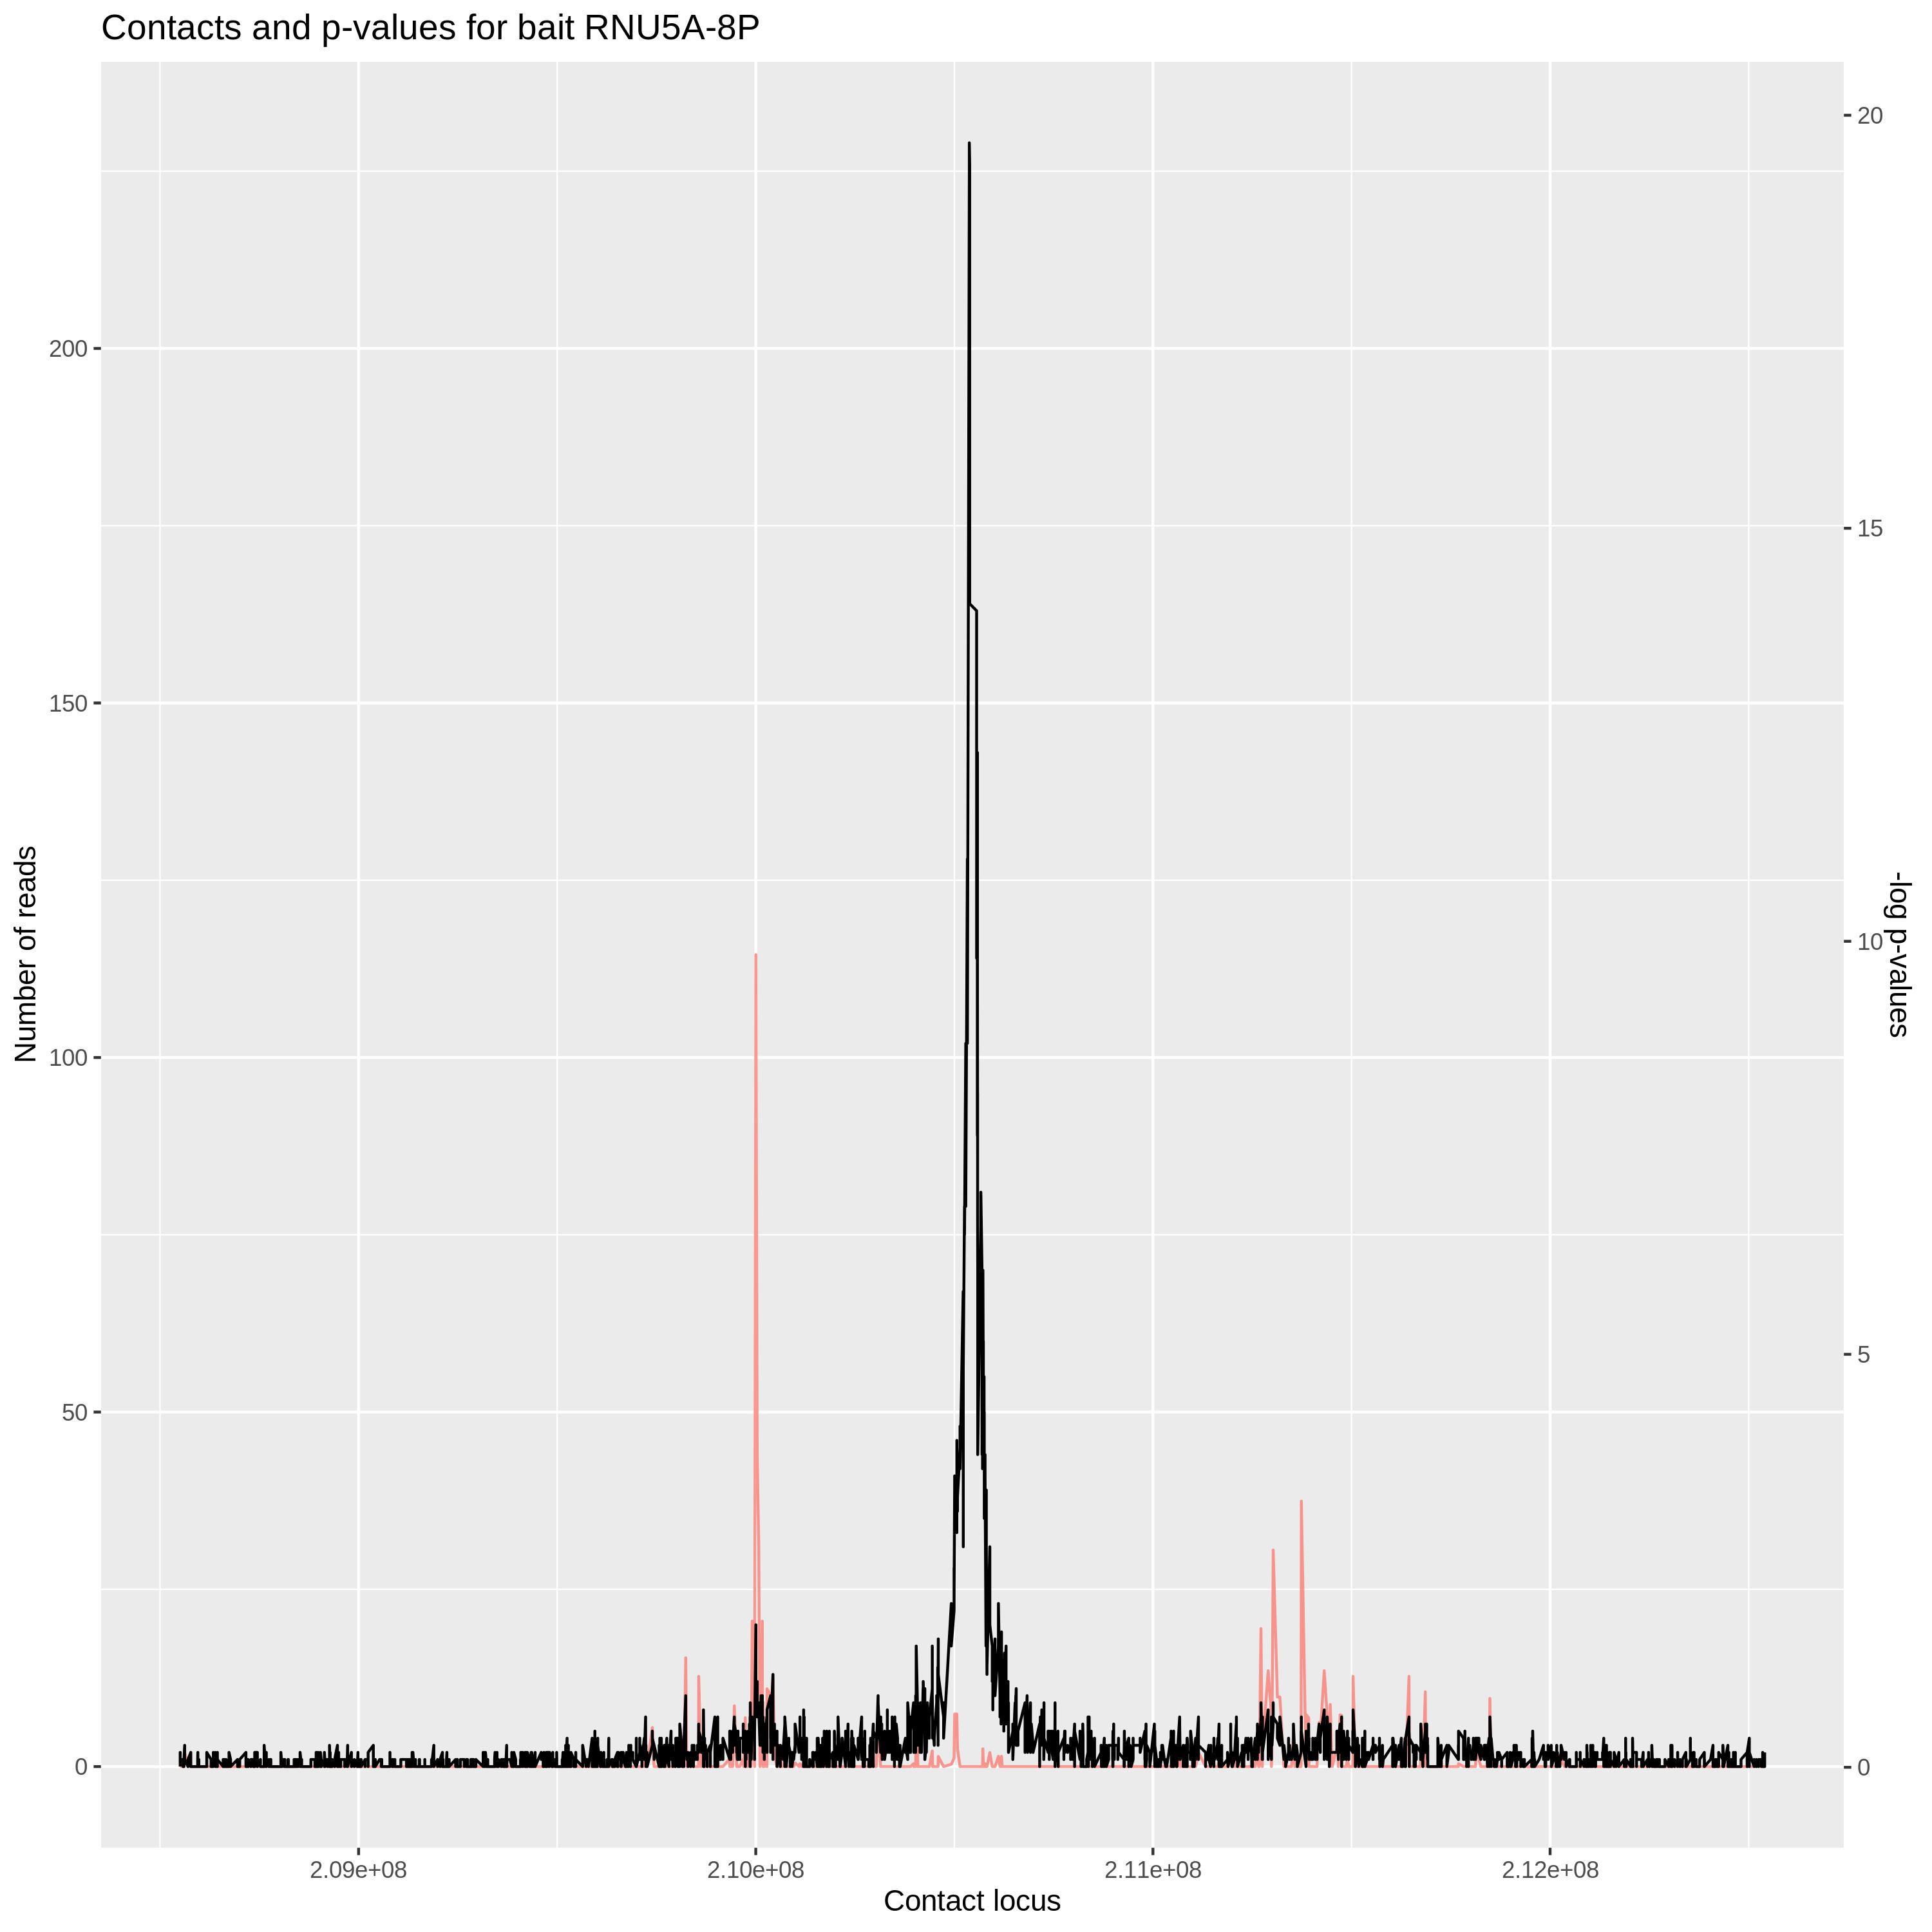 Contacts and p-values for bait RNU5A-8P
Number of reads
200
150
100
50
0
20
15
10
5
0
-log p-values
2.09e+08
2.10e+08
2.11e+08
2.12e+08
Contact locus